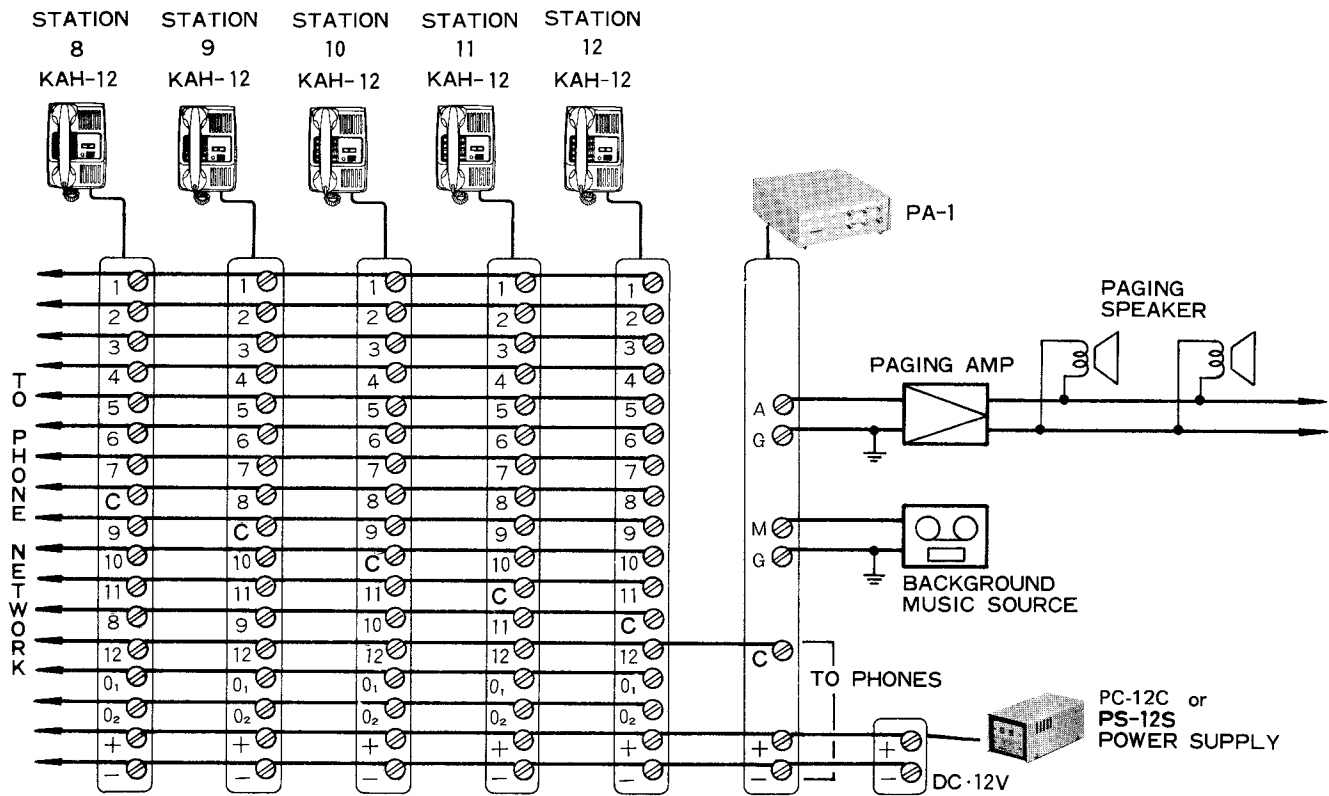 STATION STATION STATION STATION STATION
8 9 10 11 12
KAH-12 KAH-12 KAH-12 KAH-12 KAH-12
PA-1
1 1 1 1 1
2 2 2 2 2
3 3 3 3 3
4 4 4 4 4
5 5 5 5 5
6 6 6 6 6
7 7 7 7 7
C 8 8 8 8
9 C 9 9 9
10 10 C 10 10
11 11 11 C 11
8 9 10 11 C
12 12 12 12 12
0₁ 0₁ 0₁ 0₁ 0₁
0₂ 0₂ 0₂ 0₂ 0₂
+ + + + +
− − − − −
TO PHONE NETWORK
PAGING
SPEAKER
PAGING AMP
A
G
M
G
BACKGROUND
MUSIC SOURCE
C
TO PHONES
+ +
− −
DC·12V
PC-12C or
PS-12S
POWER SUPPLY